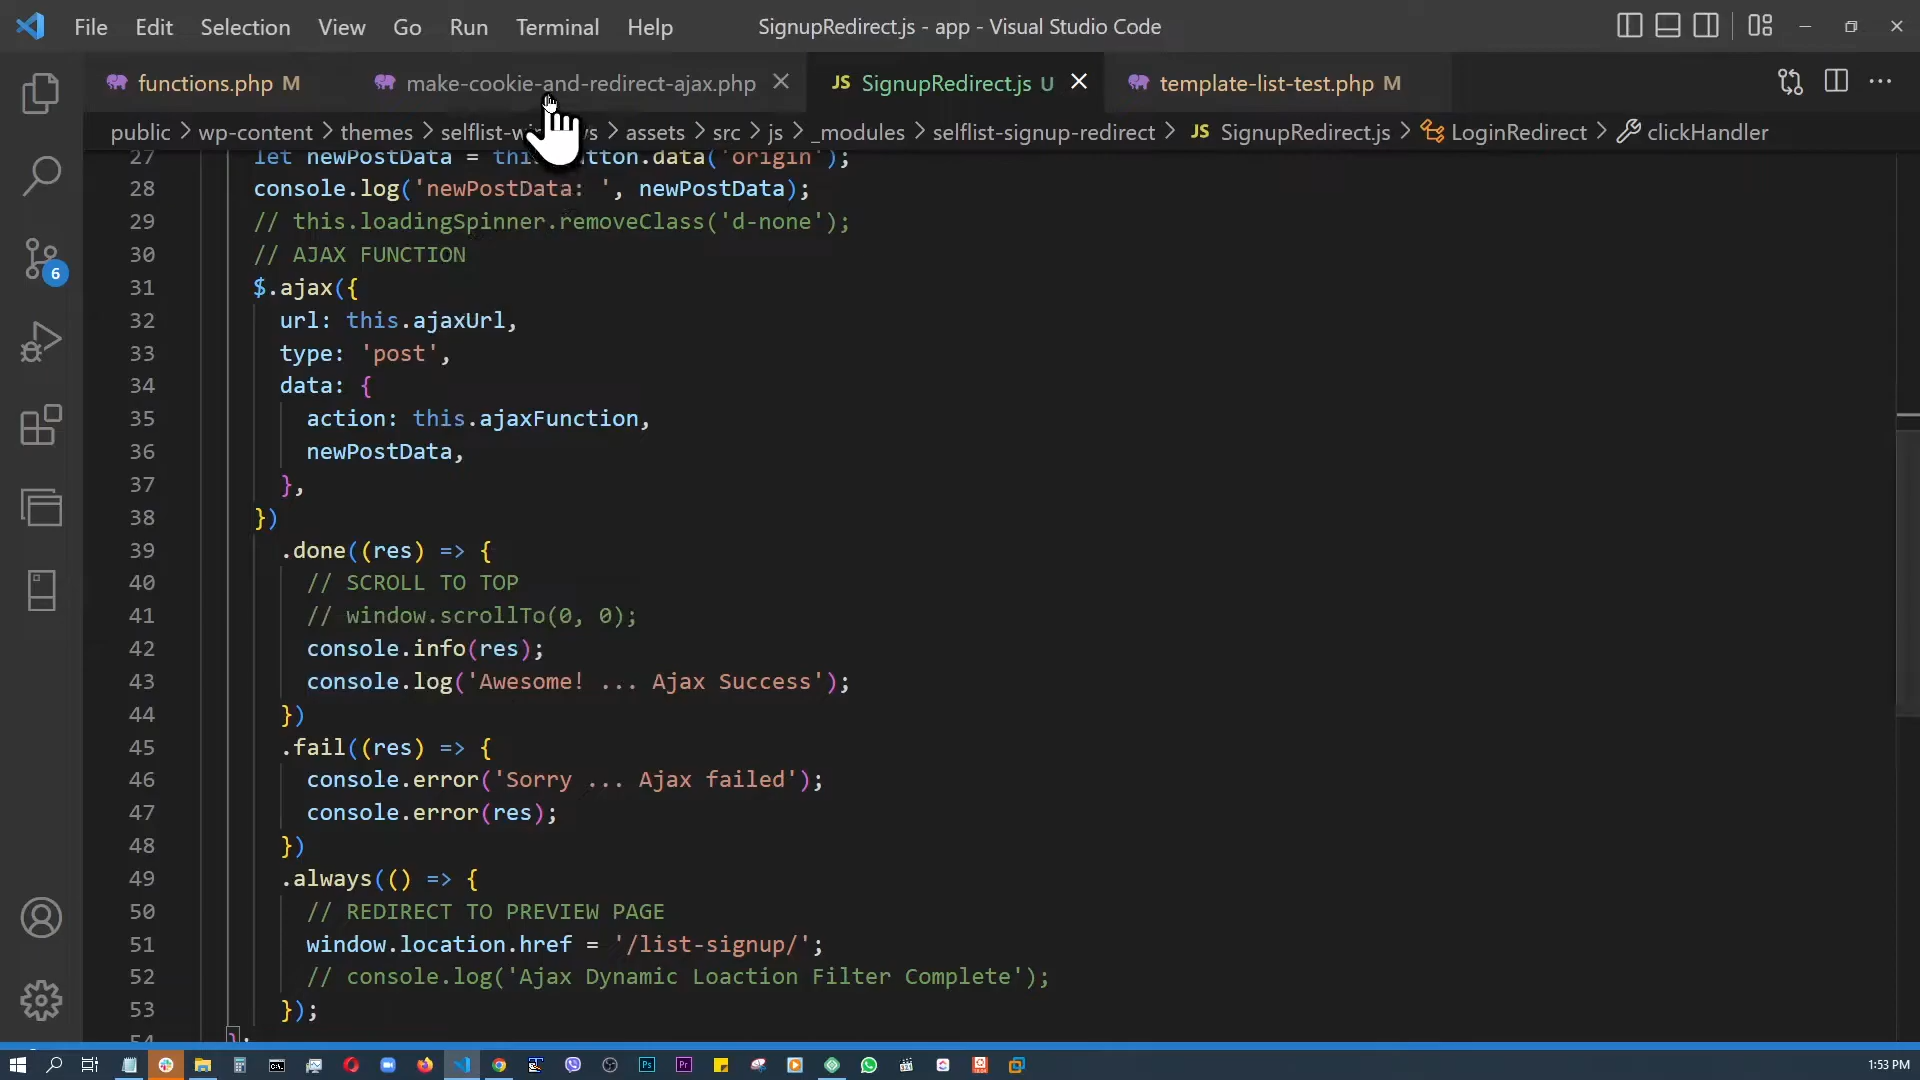 File Edit Selection View Go Run Terminal Help SignupRedirect.js - app - Visual Studio Code
functions.php M make-cookie-and-redirect-ajax.php JS SignupRedirect.js U template-list-test.php M
public > wp-content > themes > > assets > src > js > _modules > selflist-signup-redirect > JS SignupRedirect.js > LoginRedirect > clickHandler
27 let newPostData = .data('origin');
28 console.log('newPostData: ', newPostData);
29 // this.loadingSpinner.removeClass('d-none');
30 // AJAX FUNCTION
31 $.ajax({
32 url: this.ajaxUrl,
33 type: 'post',
34 data: {
35 action: this.ajaxFunction,
36 newPostData,
37 },
38 })
39 .done((res) => {
40 // SCROLL TO TOP
41 // window.scrollTo(0, 0);
42 console.info(res);
43 console.log('Awesome! ... Ajax Success');
44 })
45 .fail((res) => {
46 console.error('Sorry ... Ajax failed');
47 console.error(res);
48 })
49 .always(() => {
50 // REDIRECT TO PREVIEW PAGE
51 window.location.href = '/list-signup/';
52 // console.log('Ajax Dynamic Loaction Filter Complete');
53 });
6
1:53 PM